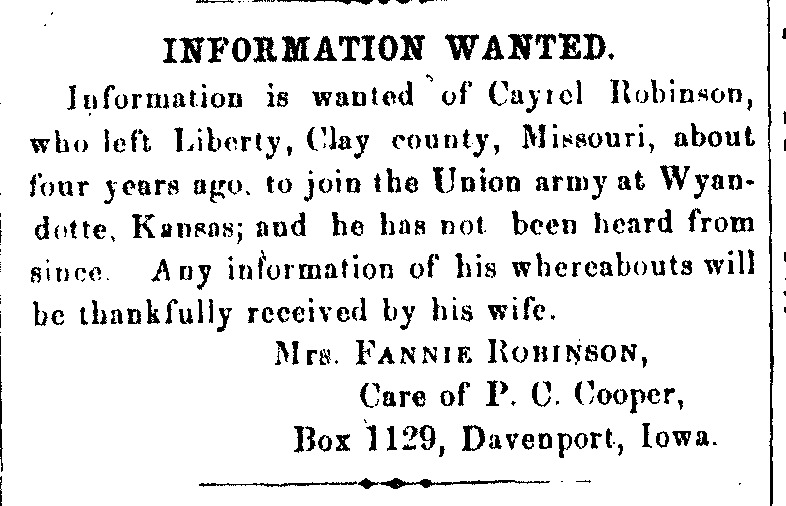 INFORMATION WANTED.
Information is wanted of Cayrel Robinson,
who left Liberty, Clay county, Missouri, about
four years ago, to join the Union army at Wyan-
dotte, Kansas; and he has not been heard from
since. Any information of his whereabouts will
be thankfully received by his wife.
MRS. FANNIE ROBINSON,
Care of P. C. Cooper,
Box 1129, Davenport, Iowa.